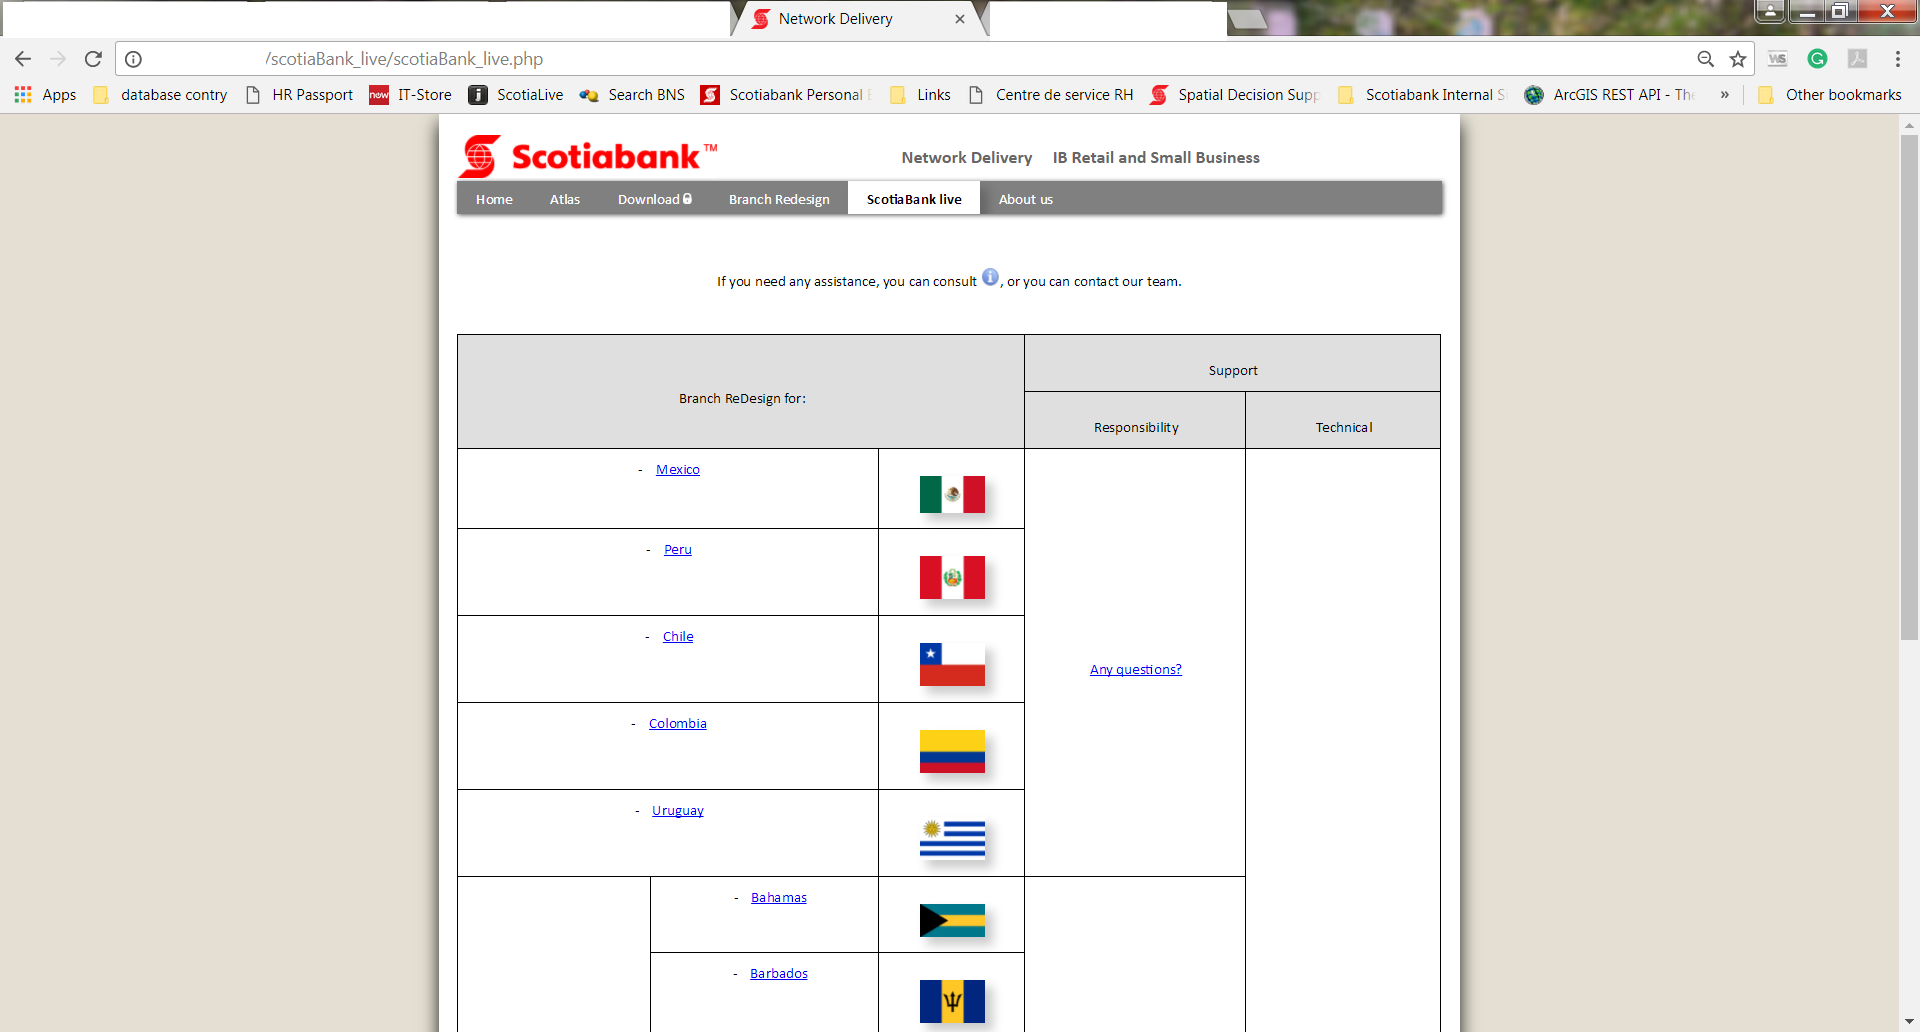 Network Delivery
/scotiaBank_live/scotiaBank_live.php
Apps database contry HR Passport IT-Store ScotiaLive Search BNS Scotiabank Personal Links Centre de service RH Spatial Decision Supp Scotiabank Internal S ArcGIS REST API - The » Other bookmarks
Scotiabank™
Network Delivery IB Retail and Small Business
Home Atlas Download Branch Redesign ScotiaBank live About us
If you need any assistance, you can consult , or you can contact our team.
Support
Branch ReDesign for:
Responsibility Technical
- Mexico
- Peru
- Chile
Any questions?
- Colombia
- Uruguay
- Bahamas
- Barbados